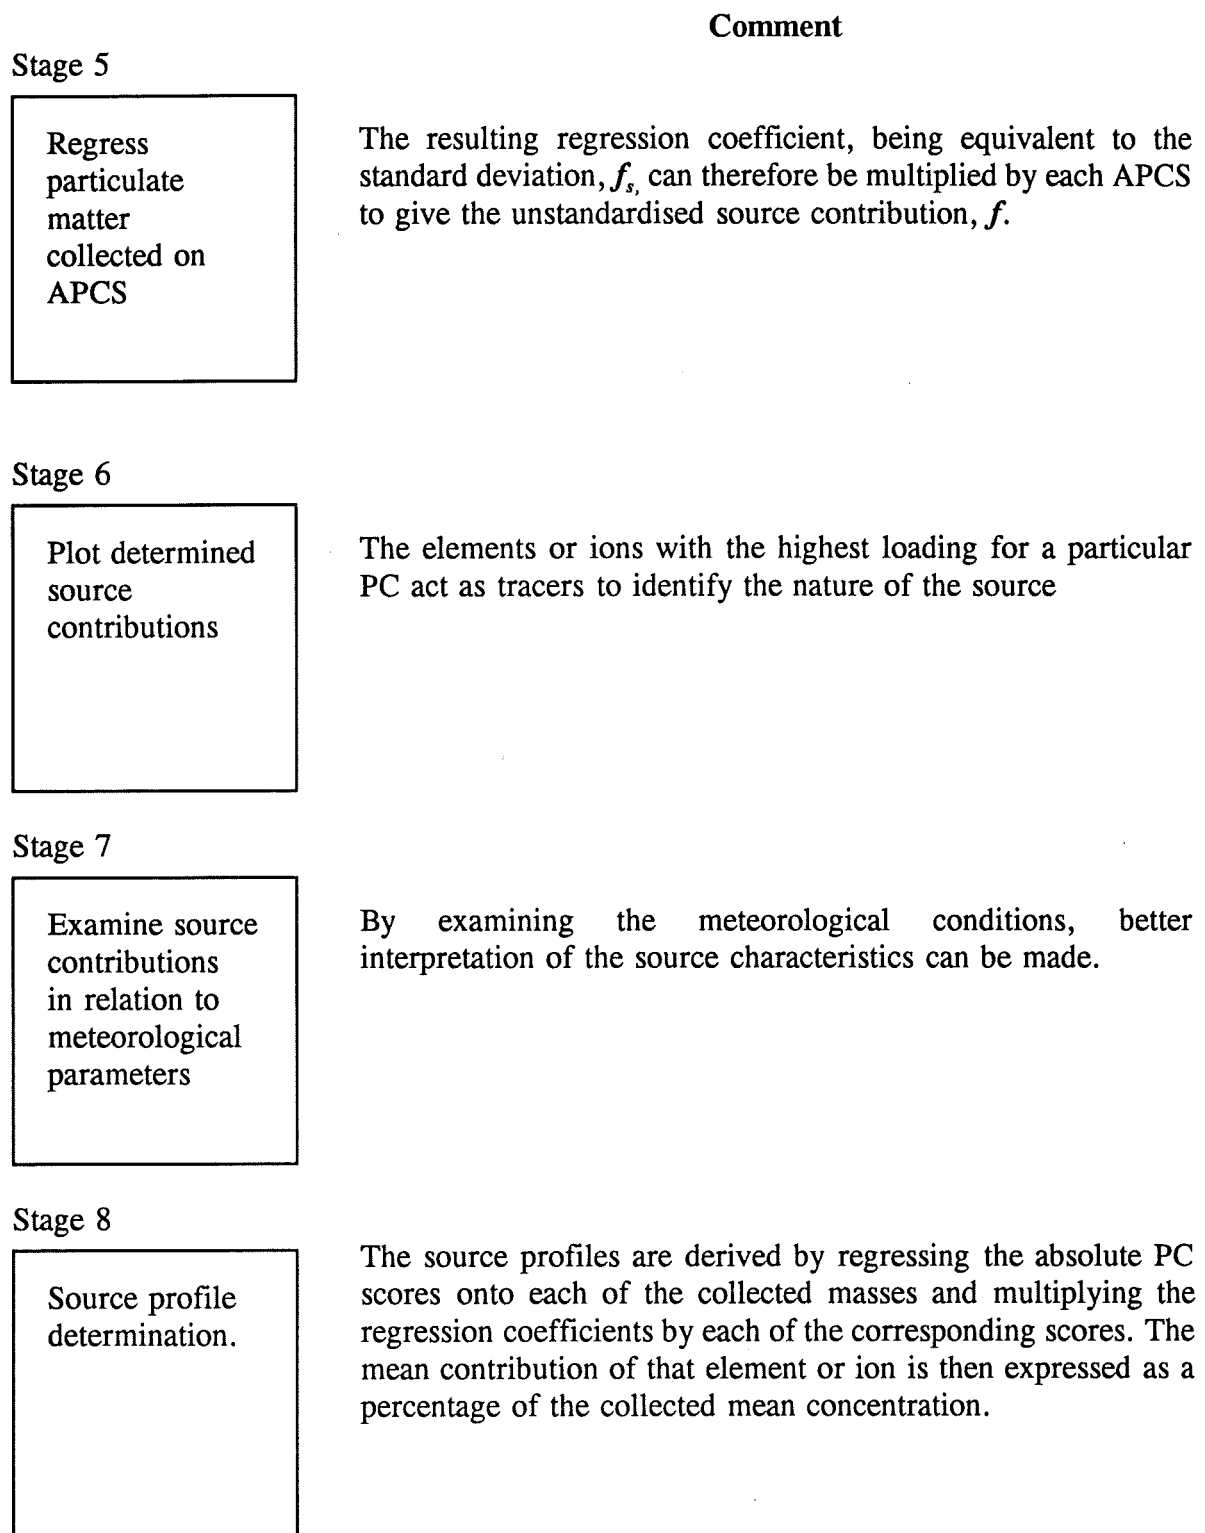 Comment
Stage 5
Regress
particulate
matter
collected on
APCS
The resulting regression coefficient, being equivalent to the
standard deviation, fs, can therefore be multiplied by each APCS
to give the unstandardised source contribution, f.
Stage 6
Plot determined
source
contributions
The elements or ions with the highest loading for a particular
PC act as tracers to identify the nature of the source
Stage 7
Examine source
contributions
in relation to
meteorological
parameters
By examining the meteorological conditions, better
interpretation of the source characteristics can be made.
Stage 8
Source profile
determination.
The source profiles are derived by regressing the absolute PC
scores onto each of the collected masses and multiplying the
regression coefficients by each of the corresponding scores. The
mean contribution of that element or ion is then expressed as a
percentage of the collected mean concentration.